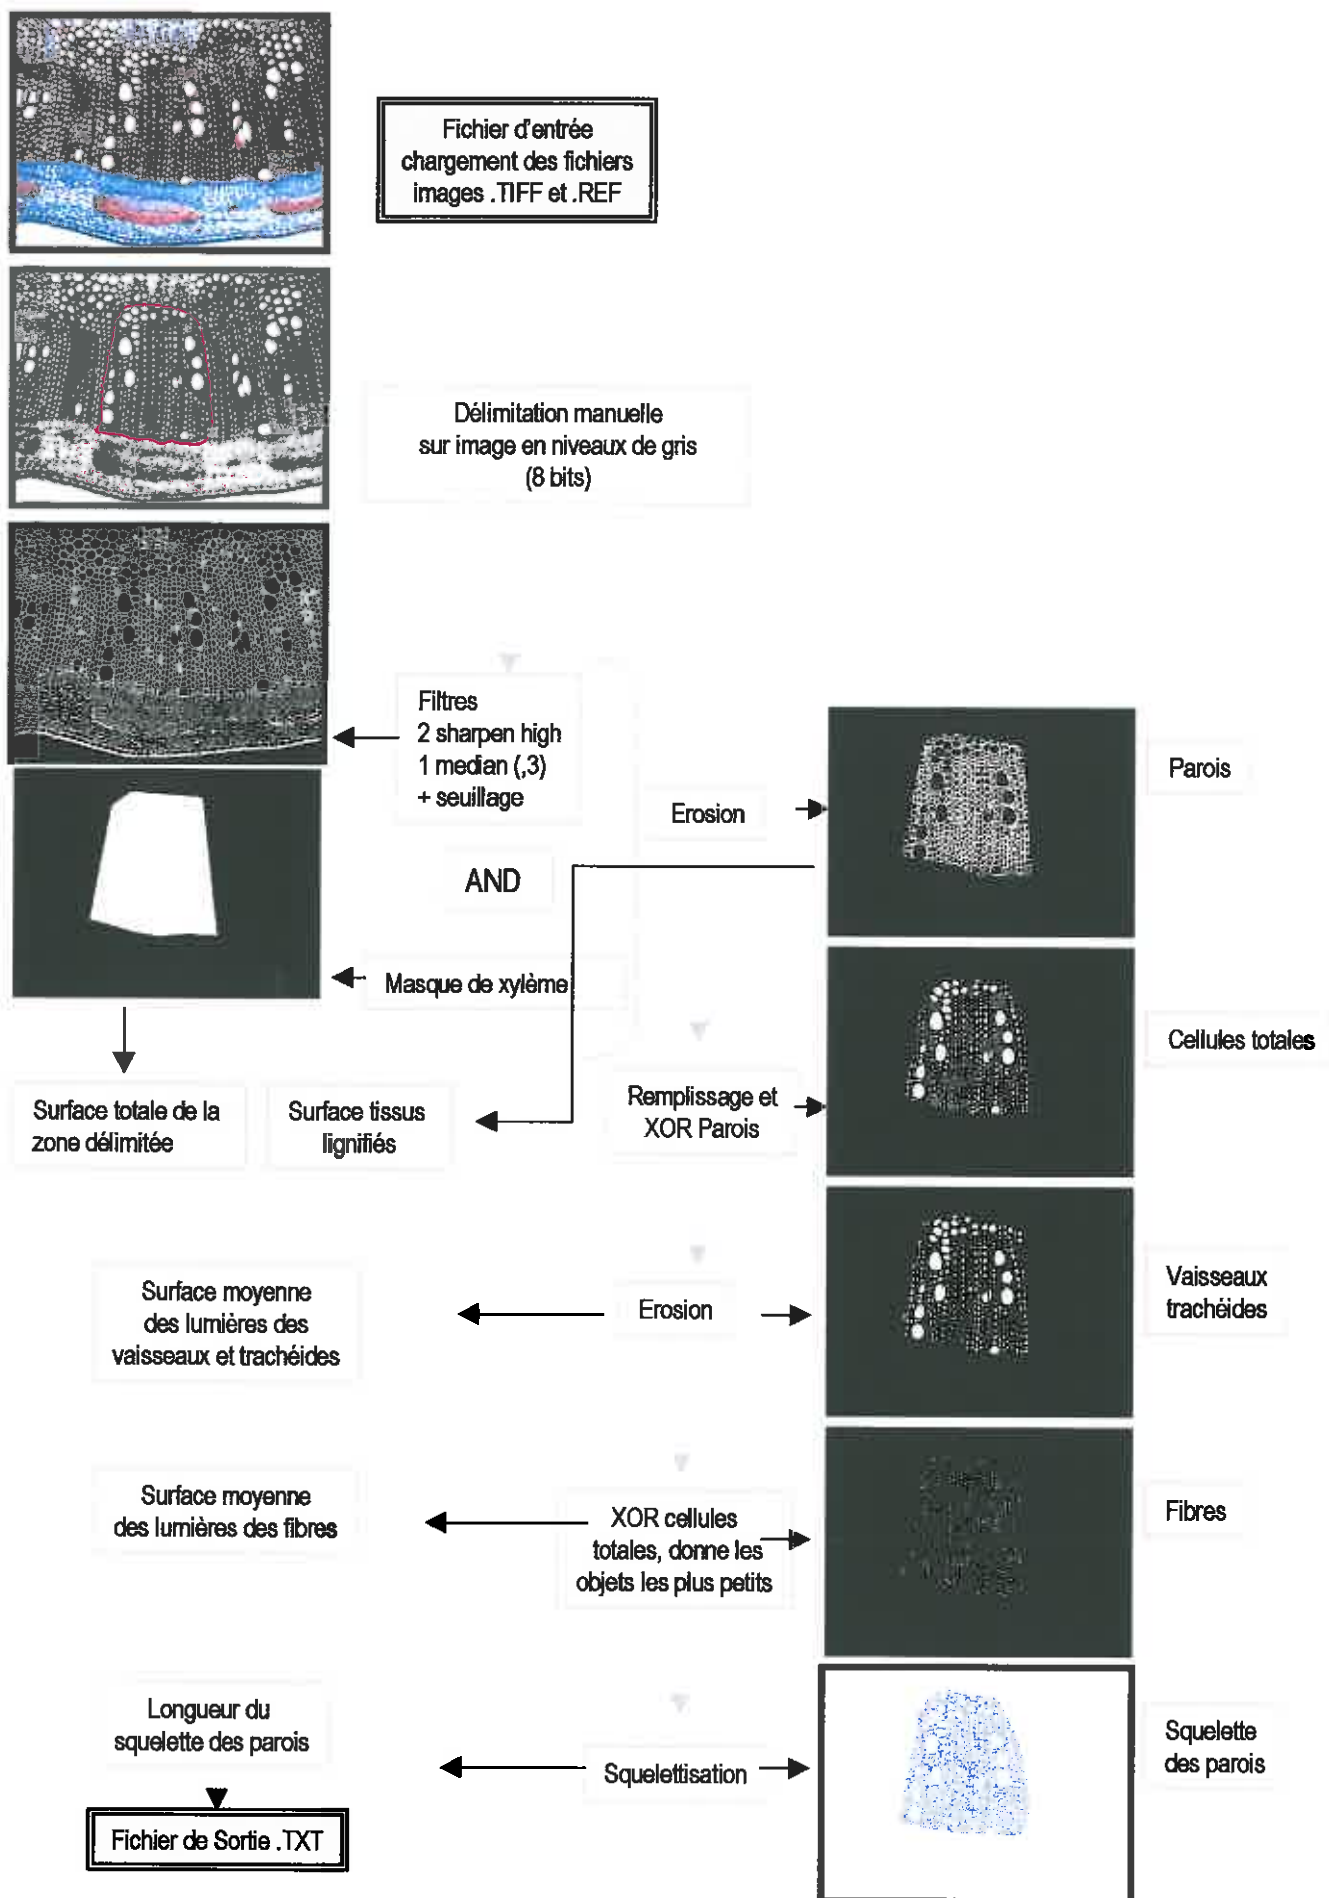 Fichier d'entrée
chargement des fichiers
images .TIFF et .REF
Délimitation manuelle
sur image en niveaux de gris
(8 bits)
Filtres
2 sharpen high
1 median (,3)
+ seuillage
Erosion
Parois
AND
Masque de xylème
Cellules totales
Surface totale de la
zone délimitée
Surface tissus
lignifiés
Remplissage et
XOR Parois
Surface moyenne
des lumières des
vaisseaux et trachéides
Erosion
Vaisseaux
trachéides
Surface moyenne
des lumières des fibres
XOR cellules
totales, donne les
objets les plus petits
Fibres
Longueur du
squelette des parois
Squelettisation
Squelette
des parois
Fichier de Sortie .TXT